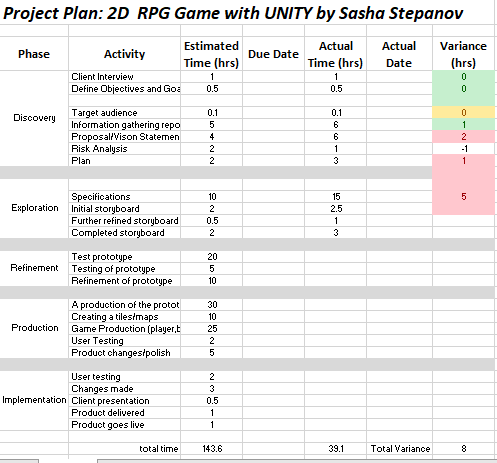 Project Plan: 2D RPG Game with UNITY by Sasha Stepanov
Phase Activity Estimated Time (hrs) Due Date Actual Time (hrs) Actual Date Variance (hrs)
Client Interview 1 1 0
Define Objectives and Goa 0.5 0.5 0
Discovery
Target audience 0.1 0.1 0
Information gathering repo 5 6 1
Proposal/Vison Statemen 4 6 2
Risk Analysis 2 1 -1
Plan 2 3 1
Exploration
Specifications 10 15 5
Initial storyboard 2 2.5
Further refined storyboard 0.5 1
Completed storyboard 2 3
Refinement
Test prototype 20
Testing of prototype 5
Refinement of prototype 10
Production
A production of the protot 30
Creating a tiles/maps 10
Game Production (player,b 25
User Testing 2
Product changes/polish 5
Implementation
User testing 2
Changes made 3
Client presentation 0.5
Product delivered 1
Product goes live 1
total time 143.6 39.1 Total Variance 8